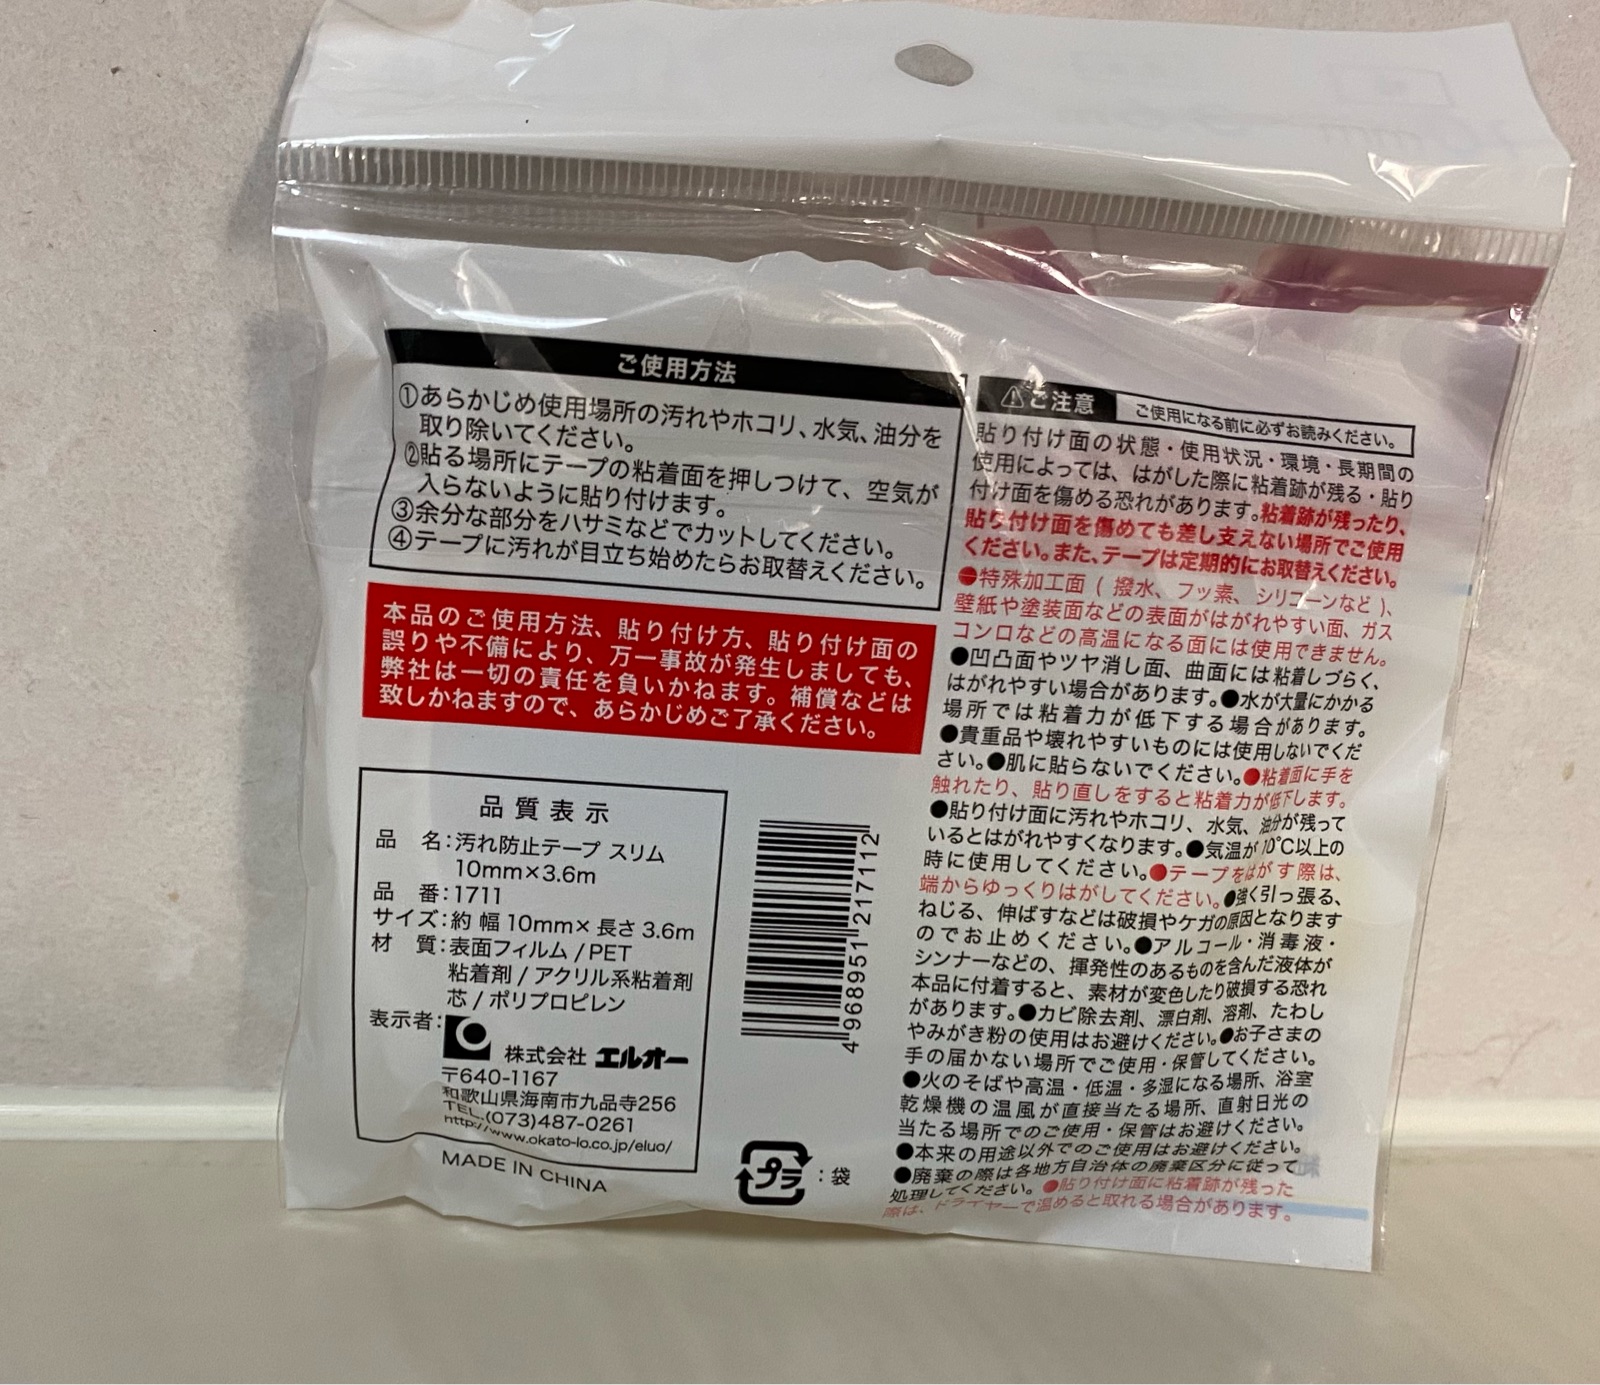 ご使用方法
①あらかじめ使用場所の汚れやホコリ、水気、油分を
取り除いてください。
②貼る場所にテープの粘着面を押しつけて、空気が
入らないように貼り付けます。
③余分な部分をハサミなどでカットしてください。
④テープに汚れが目立ち始めたらお取替えください。
本品のご使用方法、貼り付け方、貼り付け面の
誤りや不備により、万一事故が発生しましても、
弊社は一切の責任を負いかねます。補償などは
致しかねますので、あらかじめご了承ください。
品質表示
品 名:汚れ防止テープ スリム
10mm×3.6m
品 番:1711
サイズ:約 幅 10mm× 長さ 3.6m
材 質:表面フィルム / PET
粘着剤 / アクリル系粘着剤
芯 / ポリプロピレン
表示者:
株式会社 エルオー
〒640-1167
和歌山県海南市九品寺256
TEL.(073)487-0261
http://www.okato-lo.co.jp/eluo/
MADE IN CHINA
4 968951 217112
プラ :袋
⚠ご注意 ご使用になる前に必ずお読みください。
貼り付け面の状態・使用状況・環境・長期間の
使用によっては、はがした際に粘着跡が残る・貼り
付け面を傷める恐れがあります。粘着跡が残ったり、
貼り付け面を傷めても差し支えない場所でご使用
ください。また、テープは定期的にお取替えください。
●特殊加工面 ( 撥水、フッ素、シリコーンなど )、
壁紙や塗装面などの表面がはがれやすい面、ガス
コンロなどの高温になる面には使用できません。
●凹凸面やツヤ消し面、曲面には粘着しづらく、
はがれやすい場合があります。●水が大量にかかる
場所では粘着力が低下する場合があります。
●貴重品や壊れやすいものには使用しないでくだ
さい。●肌に貼らないでください。●粘着面に手を
触れたり、貼り直しをすると粘着力が低下します。
●貼り付け面に汚れやホコリ、水気、油分が残って
いるとはがれやすくなります。●気温が10℃以上の
時に使用してください。●テープをはがす際は、
端からゆっくりはがしてください。●強く引っ張る、
ねじる、伸ばすなどは破損やケガの原因となります
のでお止めください。●アルコール・消毒液・
シンナーなどの、揮発性のあるものを含んだ液体が
本品に付着すると、素材が変色したり破損する恐れ
があります。●カビ除去剤、漂白剤、溶剤、たわし
やみがき粉の使用はお避けください。●お子さまの
手の届かない場所でご使用・保管してください。
●火のそばや高温・低温・多湿になる場所、浴室
乾燥機の温風が直接当たる場所、直射日光の
当たる場所でのご使用・保管はお避けください。
●本来の用途以外でのご使用はお避けください。
●廃棄の際は各地方自治体の廃棄区分に従って
処理してください。●貼り付け面に粘着跡が残った
際は、ドライヤーで温めると取れる場合があります。